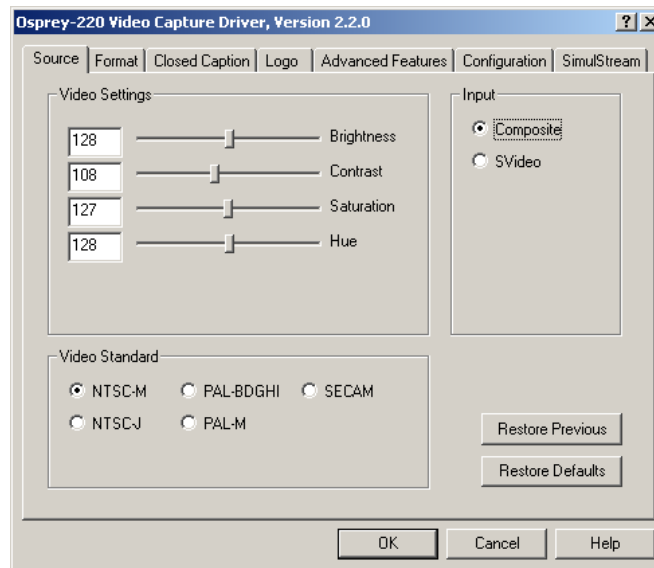 Osprey-220 Video Capture Driver, Version 2.2.0
Source Format Closed Caption Logo Advanced Features Configuration SimulStream
Video Settings
128 Brightness
108 Contrast
127 Saturation
128 Hue
Input
Composite
SVideo
Video Standard
NTSC-M PAL-BDGHI SECAM
NTSC-J PAL-M
Restore Previous
Restore Defaults
OK Cancel Help